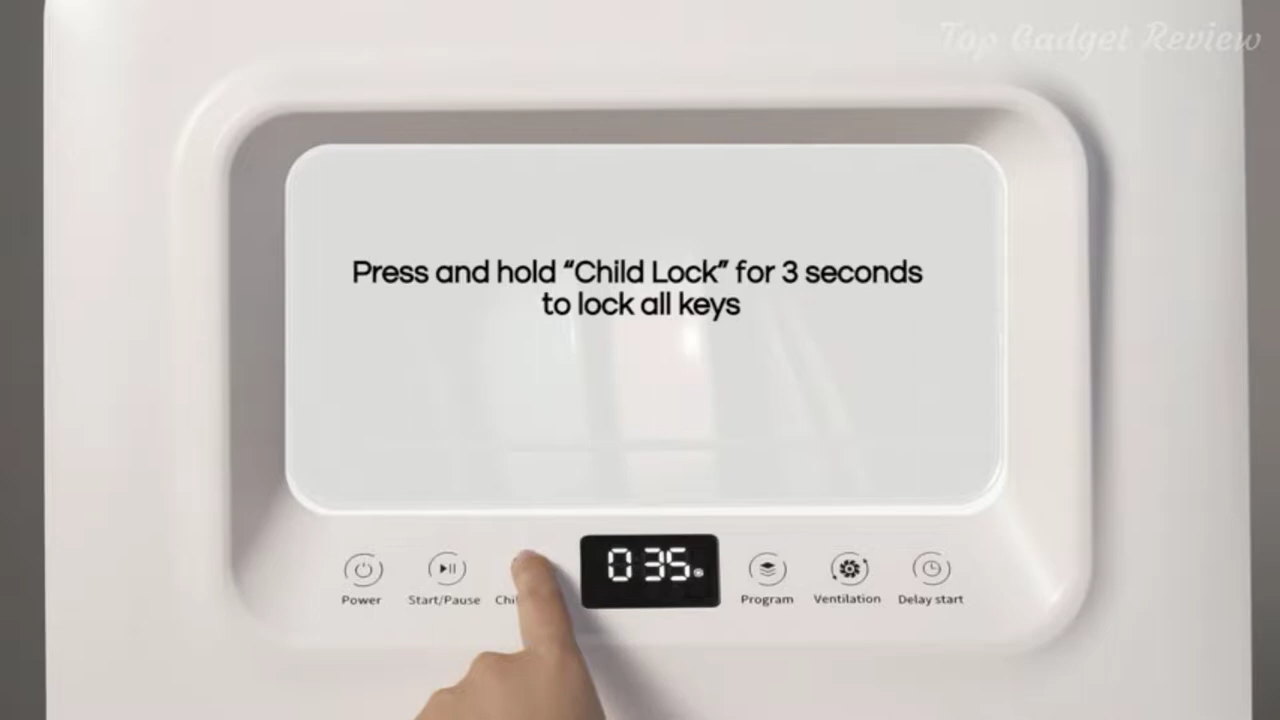 Top Gadget Review
Press and hold “Child Lock” for 3 seconds
to lock all keys
035
Power
Start/Pause
Program
Ventilation
Delay start